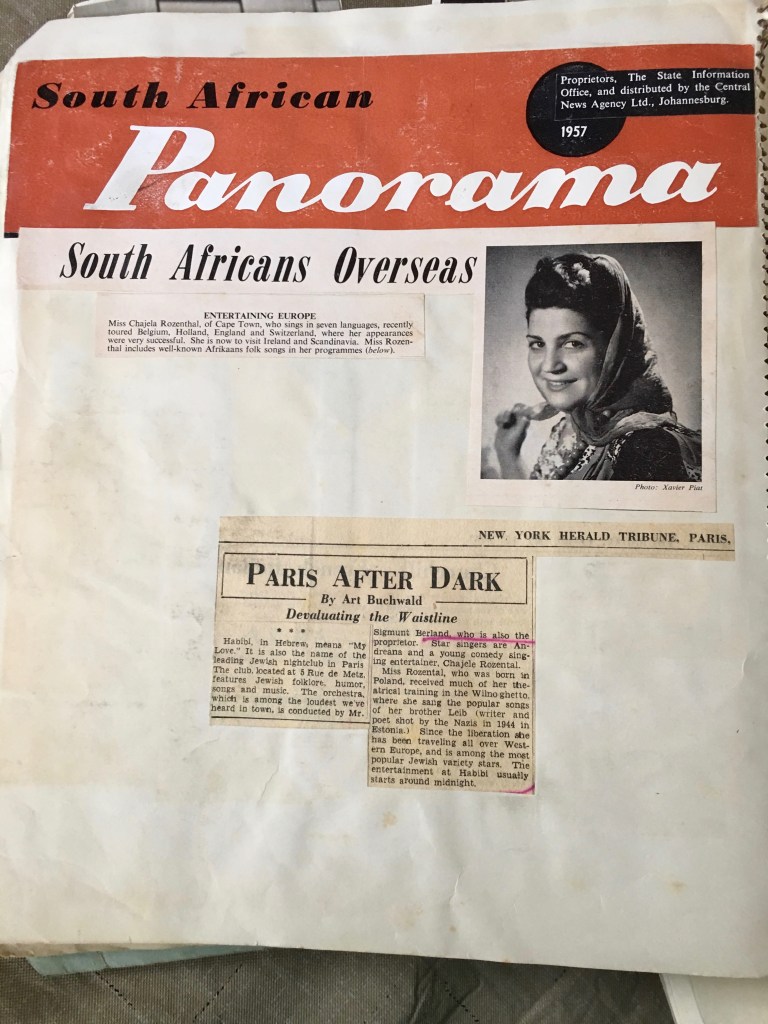 South African
Proprietors, The State Information
Office, and distributed by the Central
News Agency Ltd., Johannesburg.
1957
Panorama
South Africans Overseas
ENTERTAINING EUROPE
Miss Chajela Rozenthal, of Cape Town, who sings in seven languages, recently
toured Belgium, Holland, England and Switzerland, where her appearances
were very successful. She is now to visit Ireland and Scandinavia. Miss Rozen-
thal includes well-known Afrikaans folk songs in her programmes (below).
Photo: Xavier Piat
NEW YORK HERALD TRIBUNE, PARIS,
PARIS AFTER DARK
By Art Buchwald
Devaluating the Waistline
* * *
Habibi, in Hebrew, means "My
Love." It is also the name of the
leading Jewish nightclub in Paris.
The club, located at 5 Rue de Metz,
features Jewish folklore, humor,
songs and music. The orchestra,
which is among the loudest we've
heard in town, is conducted by Mr.
Sigmunt Berland, who is also the
proprietor. Star singers are An-
dreans and a young comedy sing-
ing entertainer, Chajele Rozental.
Miss Rozental, who was born in
Poland, received much of her the-
atrical training in the Wilno ghetto,
where she sang the popular songs
of her brother Leib (writer and
poet shot by the Nazis in 1944 in
Estonia.) Since the liberation she
has been traveling all over West-
ern Europe, and is among the most
popular Jewish variety stars. The
entertainment at Habibi usually
starts around midnight.